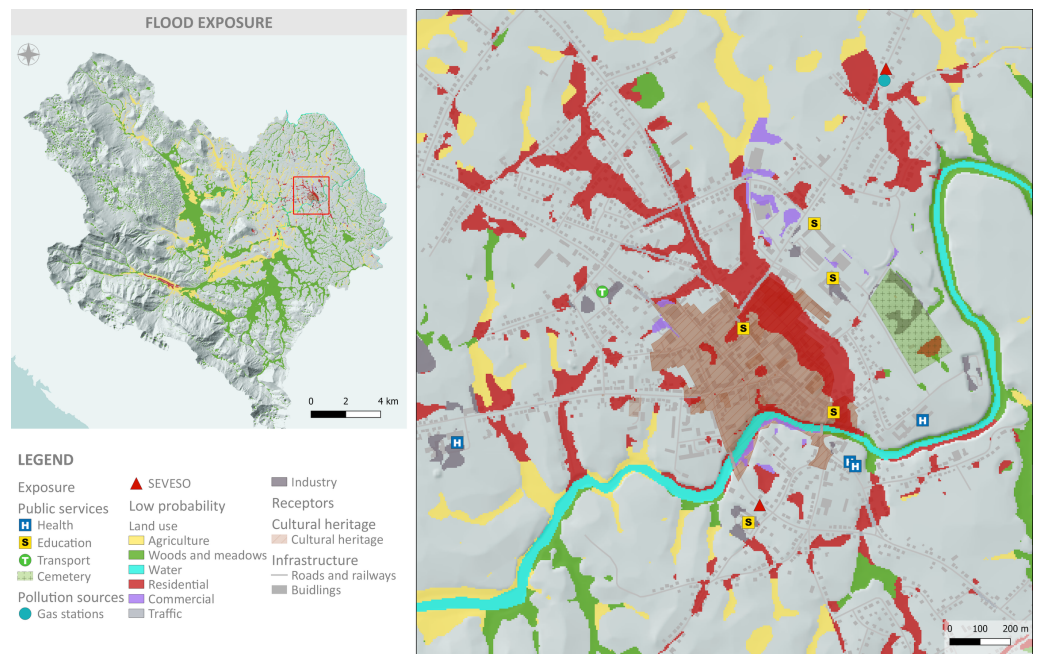 FLOOD EXPOSURE
0 2 4 km
LEGEND
Exposure
Public services
H Health
S Education
T Transport
Cemetery
Pollution sources
Gas stations
SEVESO
Low probability
Land use
Agriculture
Woods and meadows
Water
Residential
Commercial
Traffic
Industry
Receptors
Cultural heritage
Cultural heritage
Infrastructure
Roads and railways
Buidlings
S
S
T
S
S
H
H
H
H
S
0 100 200 m